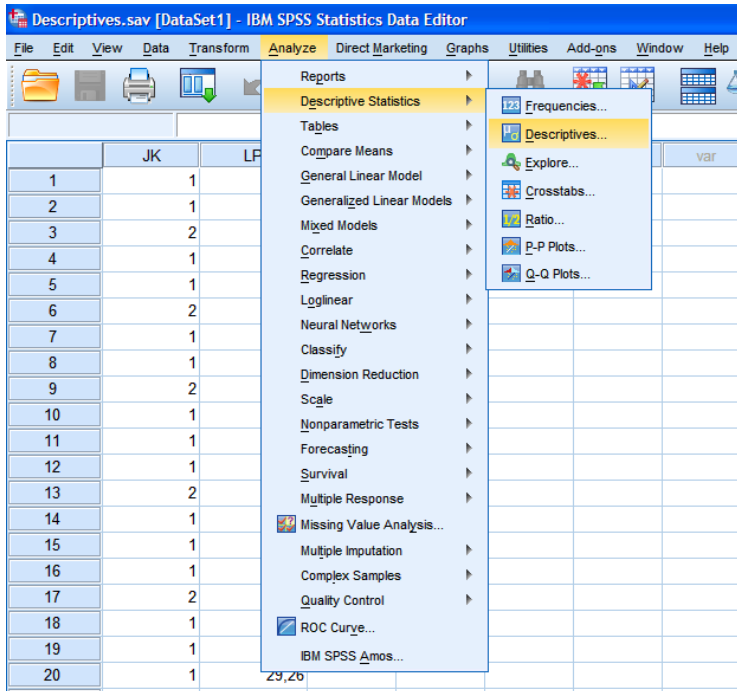 Descriptives.sav [DataSet1] - IBM SPSS Statistics Data Editor
File Edit View Data Transform Analyze Direct Marketing Graphs Utilities Add-ons Window Help
Reports
Descriptive Statistics
Tables
Compare Means
General Linear Model
Generalized Linear Models
Mixed Models
Correlate
Regression
Loglinear
Neural Networks
Classify
Dimension Reduction
Scale
Nonparametric Tests
Forecasting
Survival
Multiple Response
Missing Value Analysis...
Multiple Imputation
Complex Samples
Quality Control
ROC Curve...
IBM SPSS Amos...
123 Frequencies...
Descriptives...
Explore...
Crosstabs...
1/2 Ratio...
P-P Plots...
Q-Q Plots...
JK LP var
1 1
2 1
3 2
4 1
5 1
6 2
7 1
8 1
9 2
10 1
11 1
12 1
13 2
14 1
15 1
16 1
17 2
18 1
19 1
20 1 29,26